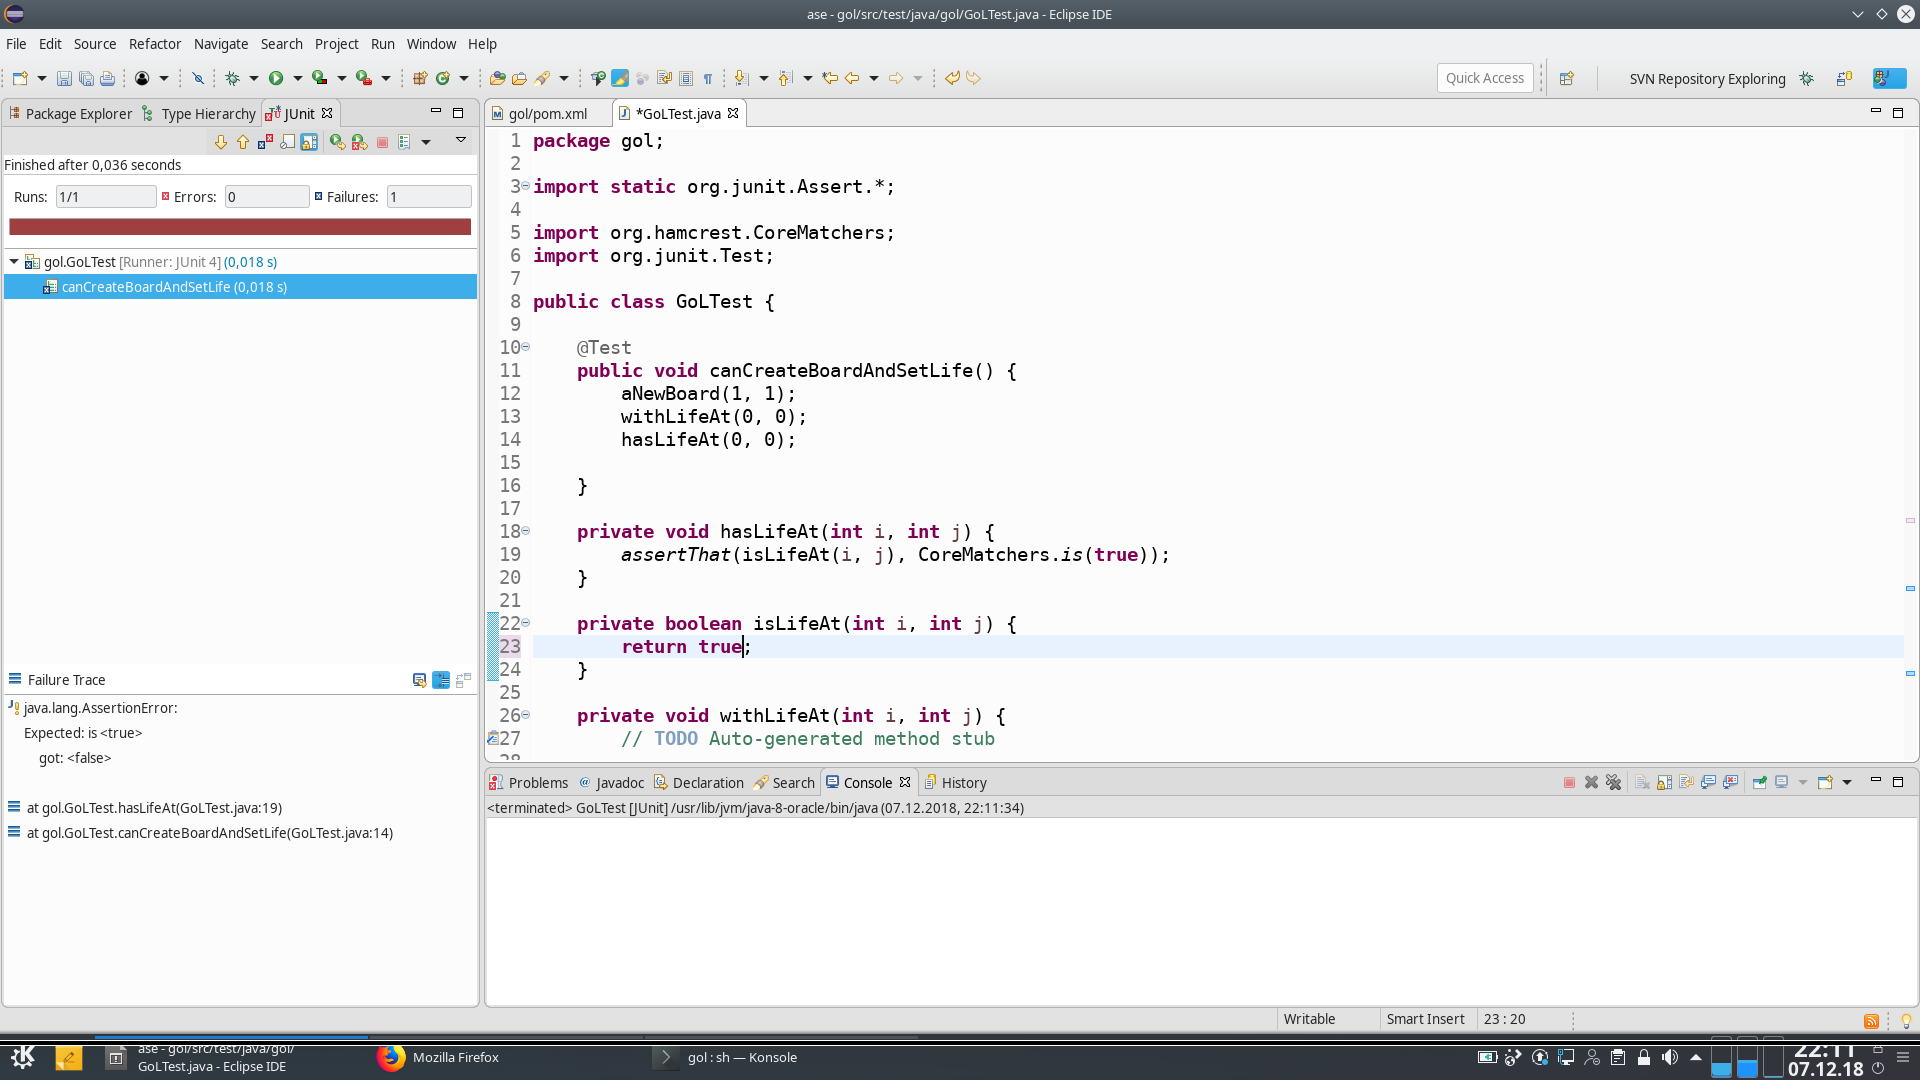 ase - gol/src/test/java/gol/GoLTest.java - Eclipse IDE
File Edit Source Refactor Navigate Search Project Run Window Help
Quick Access
SVN Repository Exploring
Package Explorer Type Hierarchy JUnit
Finished after 0,036 seconds
Runs: 1/1 Errors: 0 Failures: 1
gol.GoLTest [Runner: JUnit 4] (0,018 s)
canCreateBoardAndSetLife (0,018 s)
Failure Trace
java.lang.AssertionError:
Expected: is <true>
got: <false>
at gol.GoLTest.hasLifeAt(GoLTest.java:19)
at gol.GoLTest.canCreateBoardAndSetLife(GoLTest.java:14)
gol/pom.xml *GoLTest.java
1 package gol;
2
3 import static org.junit.Assert.*;
4
5 import org.hamcrest.CoreMatchers;
6 import org.junit.Test;
7
8 public class GoLTest {
9
10 @Test
11 public void canCreateBoardAndSetLife() {
12 aNewBoard(1, 1);
13 withLifeAt(0, 0);
14 hasLifeAt(0, 0);
15
16 }
17
18 private void hasLifeAt(int i, int j) {
19 assertThat(isLifeAt(i, j), CoreMatchers.is(true));
20 }
21
22 private boolean isLifeAt(int i, int j) {
23 return true;
24 }
25
26 private void withLifeAt(int i, int j) {
27 // TODO Auto-generated method stub
28
Problems Javadoc Declaration Search Console History
<terminated> GoLTest [JUnit] /usr/lib/jvm/java-8-oracle/bin/java (07.12.2018, 22:11:34)
Writable Smart Insert 23 : 20
ase - gol/src/test/java/gol/
GoLTest.java - Eclipse IDE
Mozilla Firefox
gol : sh — Konsole
22:11
07.12.18